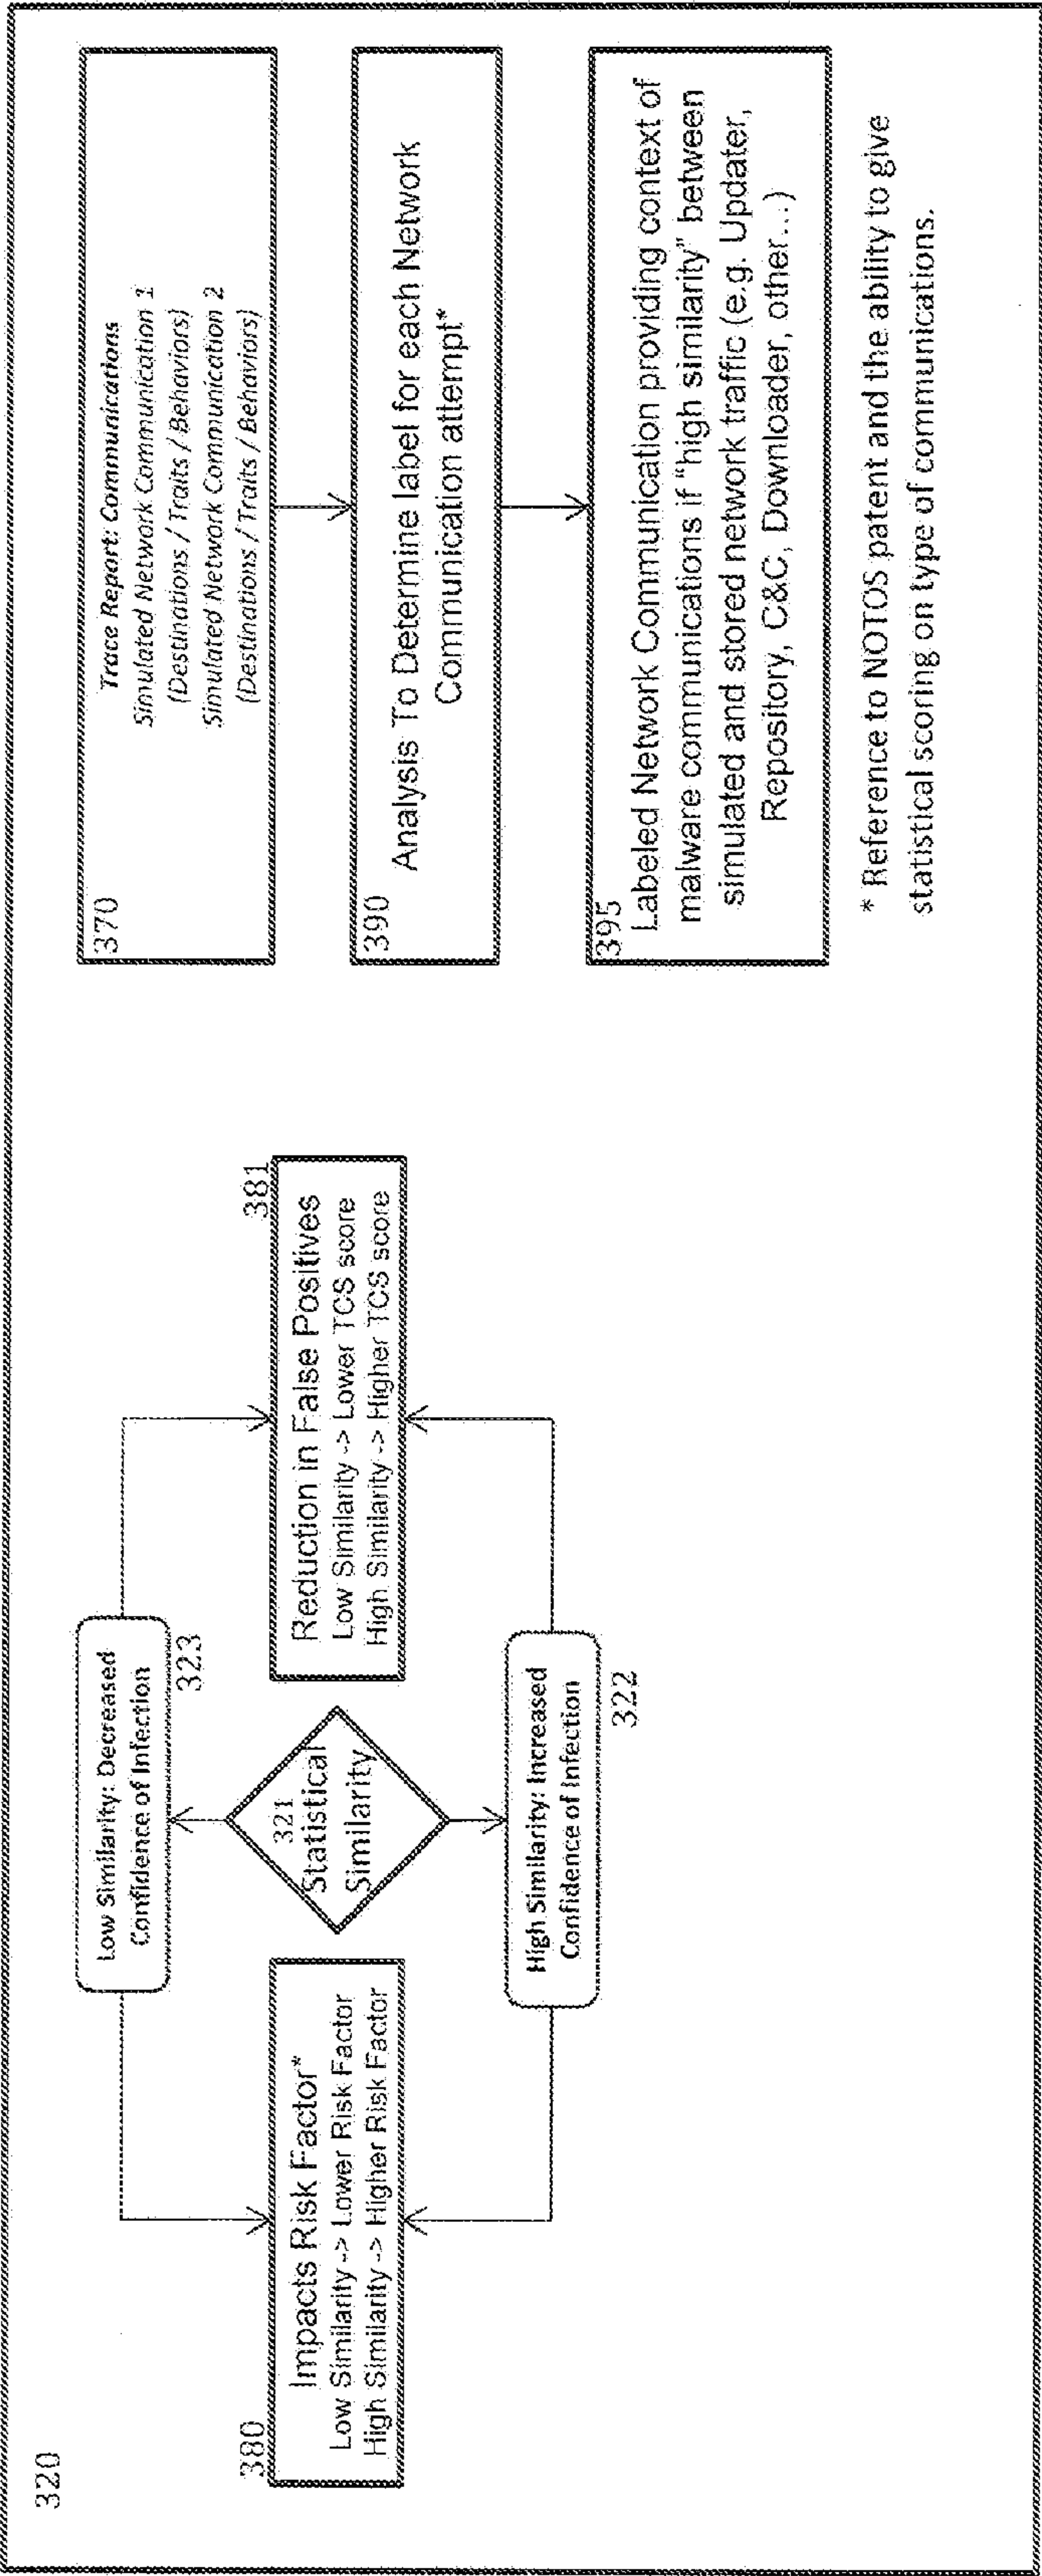 320
380
Impacts Risk Factor*
Low Similarity -> Lower Risk Factor
High Similarity -> Higher Risk Factor
Low Similarity: Decreased
Confidence of Infection
323
321
Statistical
Similarity
High Similarity: Increased
Confidence of Infection
322
381
Reduction in False Positives
Low Similarity -> Lower TCS score
High Similarity -> Higher TCS score
370
Trace Report: Communications
Simulated Network Communication 1
(Destinations / Traits / Behaviors)
Simulated Network Communication 2
(Destinations / Traits / Behaviors)
390
Analysis To Determine label for each Network
Communication attempt*
395
Labeled Network Communication providing context of
malware communications if "high similarity" between
simulated and stored network traffic (e.g. Updater,
Repository, C&C, Downloader, other...)
* Reference to NOTOS patent and the ability to give
statistical scoring on type of communications.